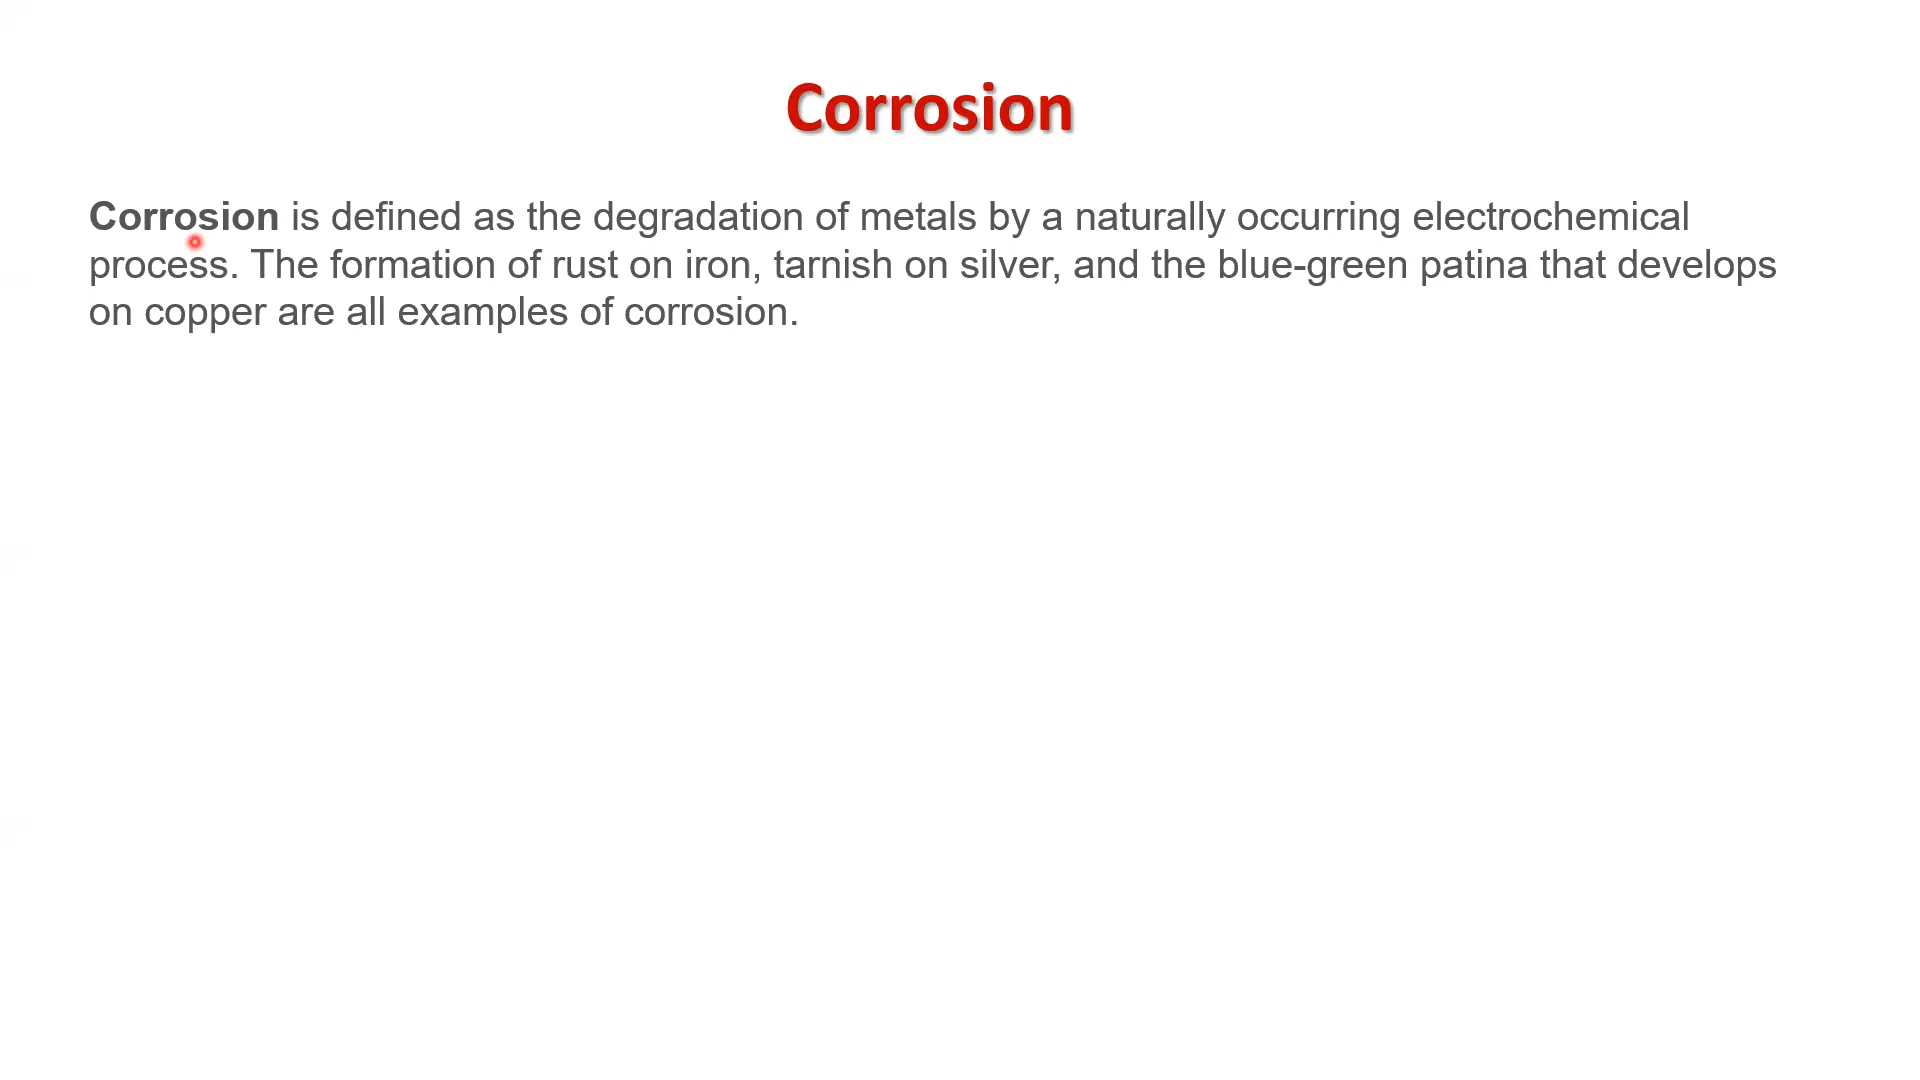 Corrosion
Corrosion is defined as the degradation of metals by a naturally occurring electrochemical
process. The formation of rust on iron, tarnish on silver, and the blue-green patina that develops
on copper are all examples of corrosion.